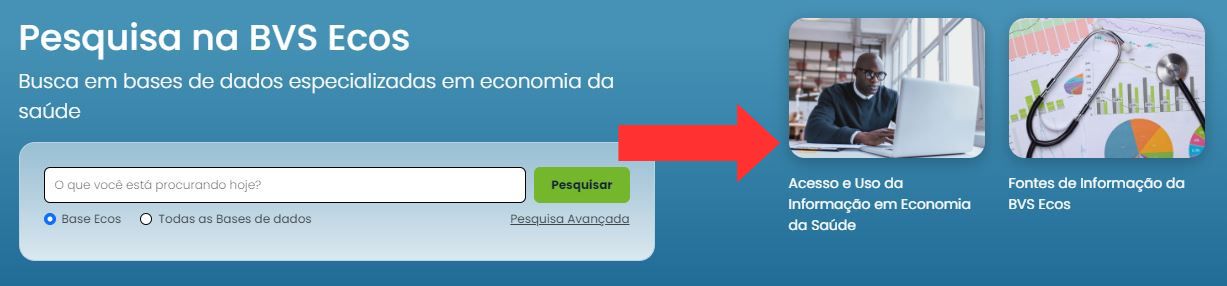 Pesquisa na BVS Ecos
Busca em bases de dados especializadas em economia da
saúde
O que você está procurando hoje?
Pesquisar
Base Ecos
Todas as Bases de dados
Pesquisa Avançada
Acesso e Uso da
Informação em Economia
da Saúde
Fontes de Informação da
BVS Ecos